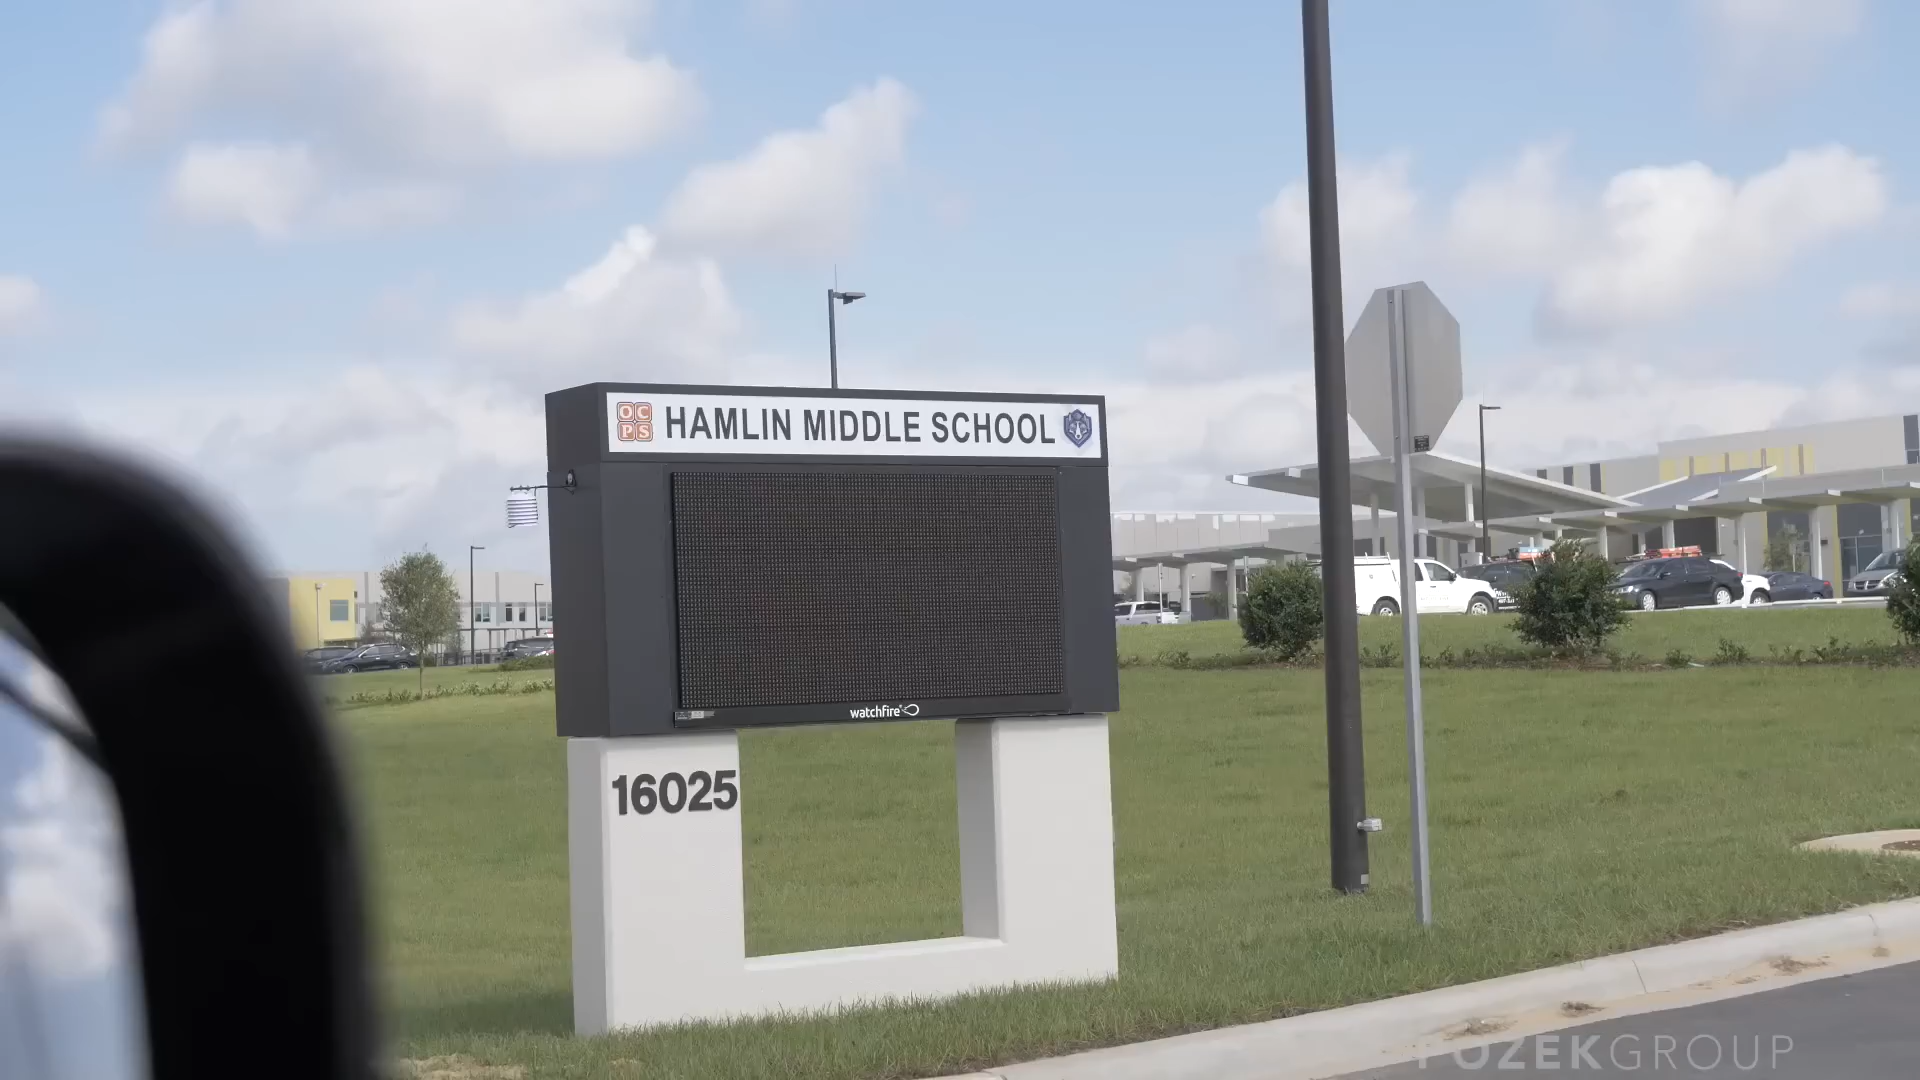 OC
PS
HAMLIN MIDDLE SCHOOL
watchfire
16025
POZEKGROUP